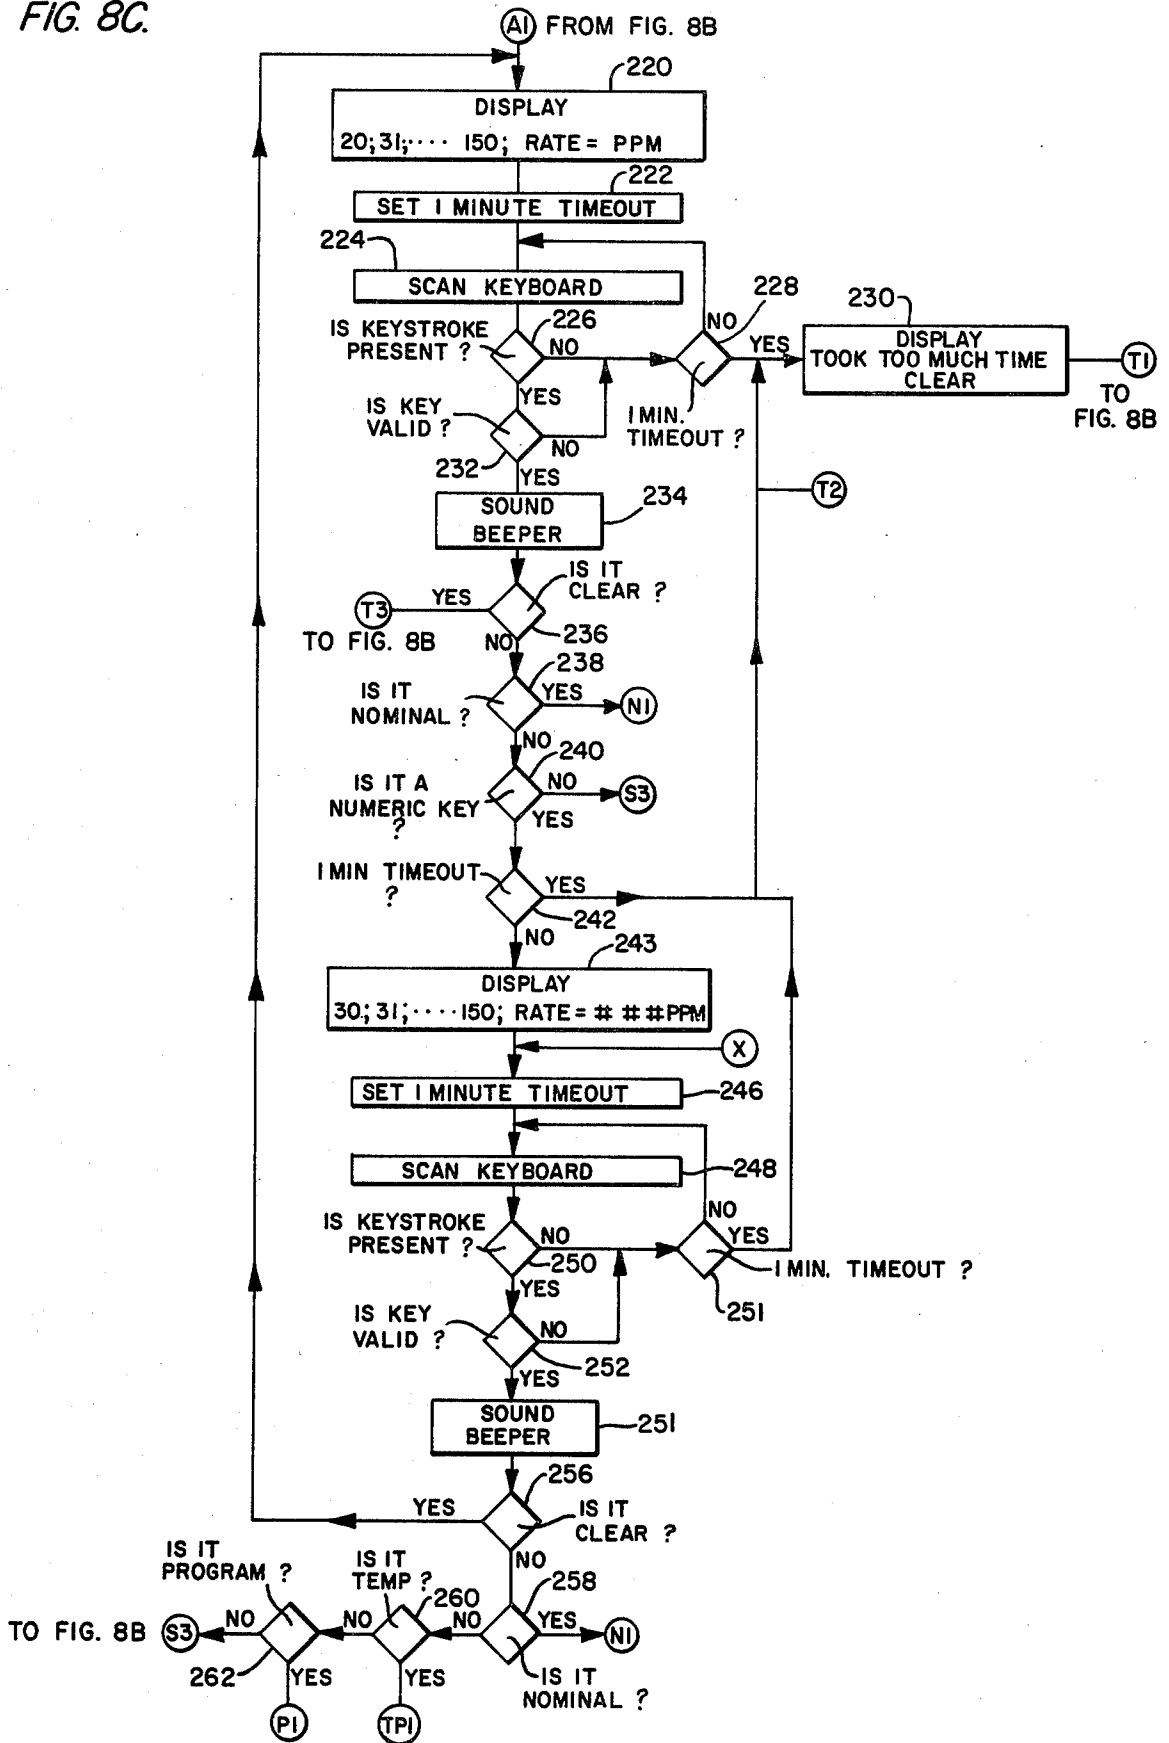 FIG. 8C.
A1 FROM FIG. 8B
220
DISPLAY
20; 31; ···· 150; RATE = PPM
222
SET 1 MINUTE TIMEOUT
224
SCAN KEYBOARD
228
230
NO
226
IS KEYSTROKE
PRESENT ?
NO
YES
DISPLAY
TOOK TOO MUCH TIME
CLEAR
T1
TO
FIG. 8B
YES
IS KEY
VALID ?
1 MIN.
TIMEOUT ?
NO
232
YES
T2
SOUND
BEEPER
234
IS IT
CLEAR ?
YES
T3
TO FIG. 8B
236
NO
238
IS IT
NOMINAL ?
YES
N1
NO
240
IS IT A
NUMERIC KEY
?
NO
S3
YES
1 MIN TIMEOUT
?
YES
242
NO
243
DISPLAY
30.; 31; ···· 150; RATE = # # # PPM
X
SET 1 MINUTE TIMEOUT
246
SCAN KEYBOARD
248
NO
IS KEYSTROKE
PRESENT ?
NO
YES
250
1 MIN. TIMEOUT ?
YES
251
IS KEY
VALID ?
NO
252
YES
SOUND
BEEPER
251
256
YES
IS IT
CLEAR ?
NO
IS IT
PROGRAM ?
IS IT
TEMP ?
258
260
TO FIG. 8B S3 NO NO NO YES N1
262
YES
YES
IS IT
NOMINAL ?
P1
TP1